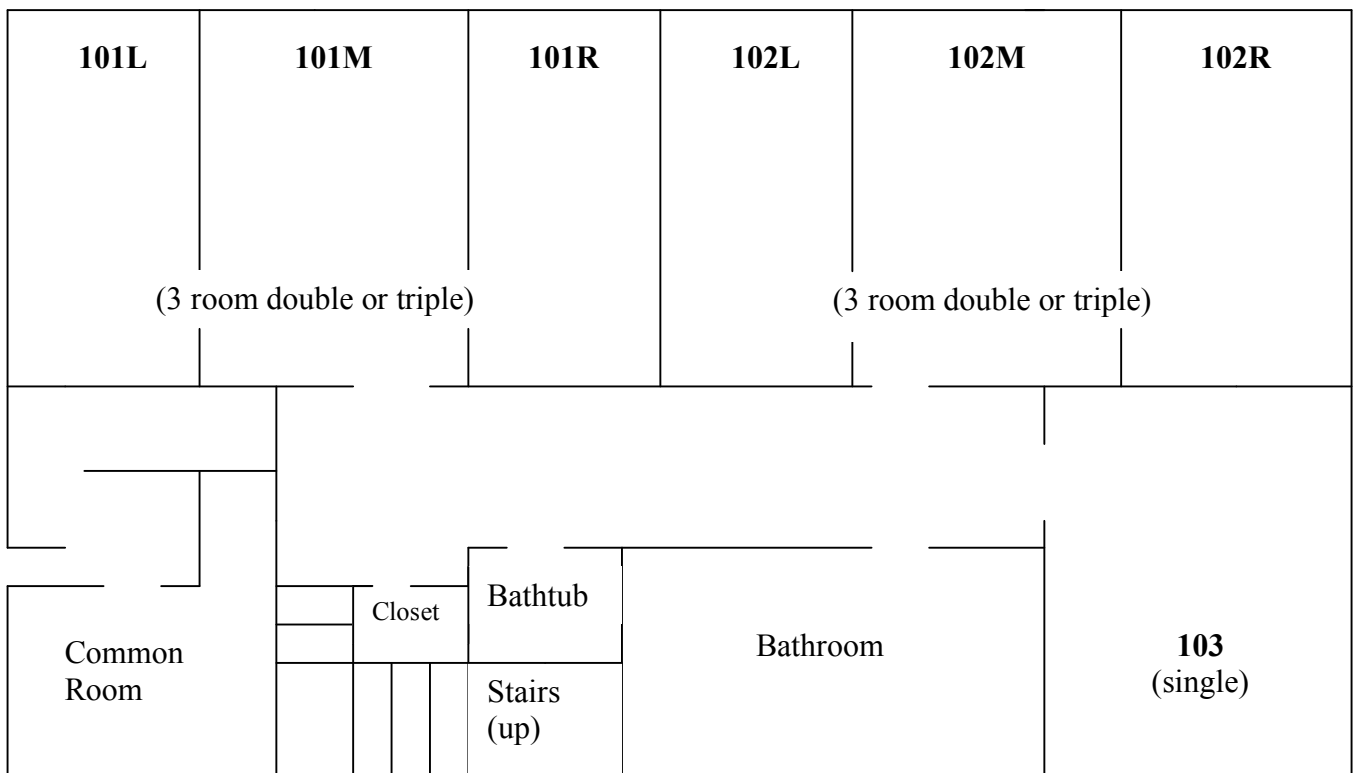 101L
101M
101R
102L
102M
102R
(3 room double or triple)
(3 room double or triple)
Closet
Bathtub
Common
Room
Bathroom
103
(single)
Stairs
(up)